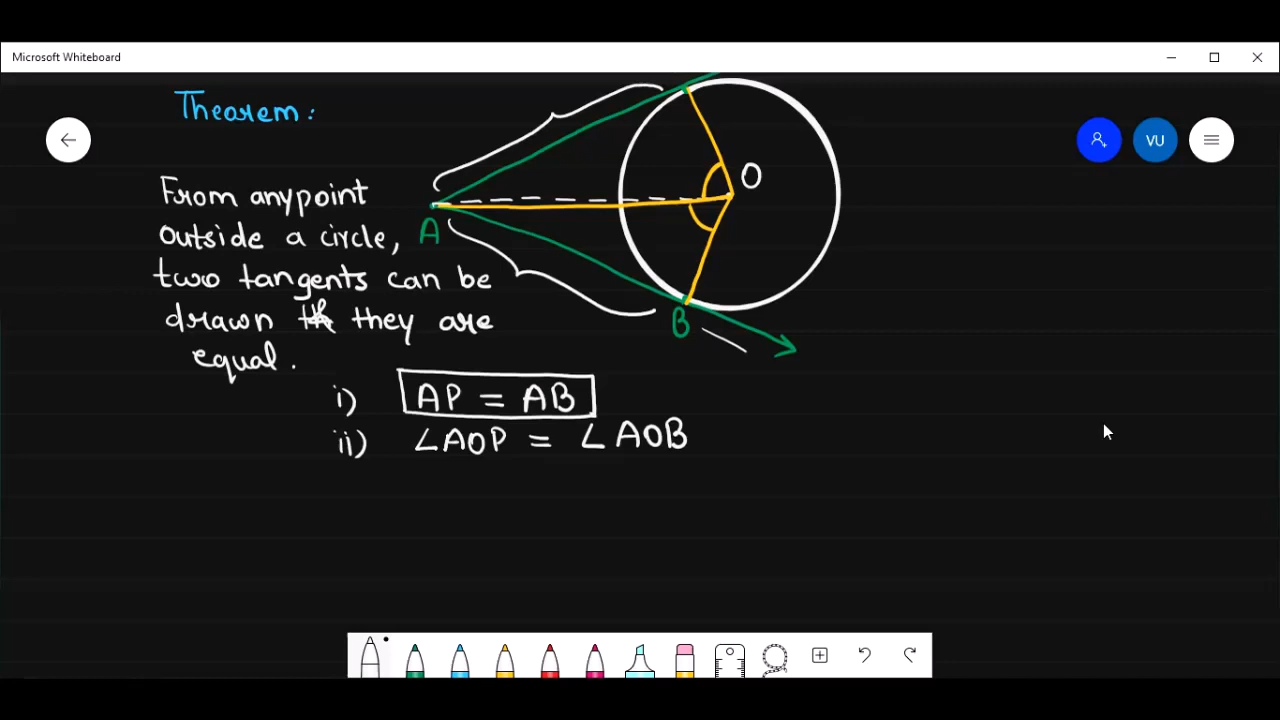 Microsoft Whiteboard
Theorem:
VU
O
From anypoint
outside a circle,
A
two tangents can be
drawn they are
B
equal.
i) AP = AB
ii) ∠AOP = ∠AOB